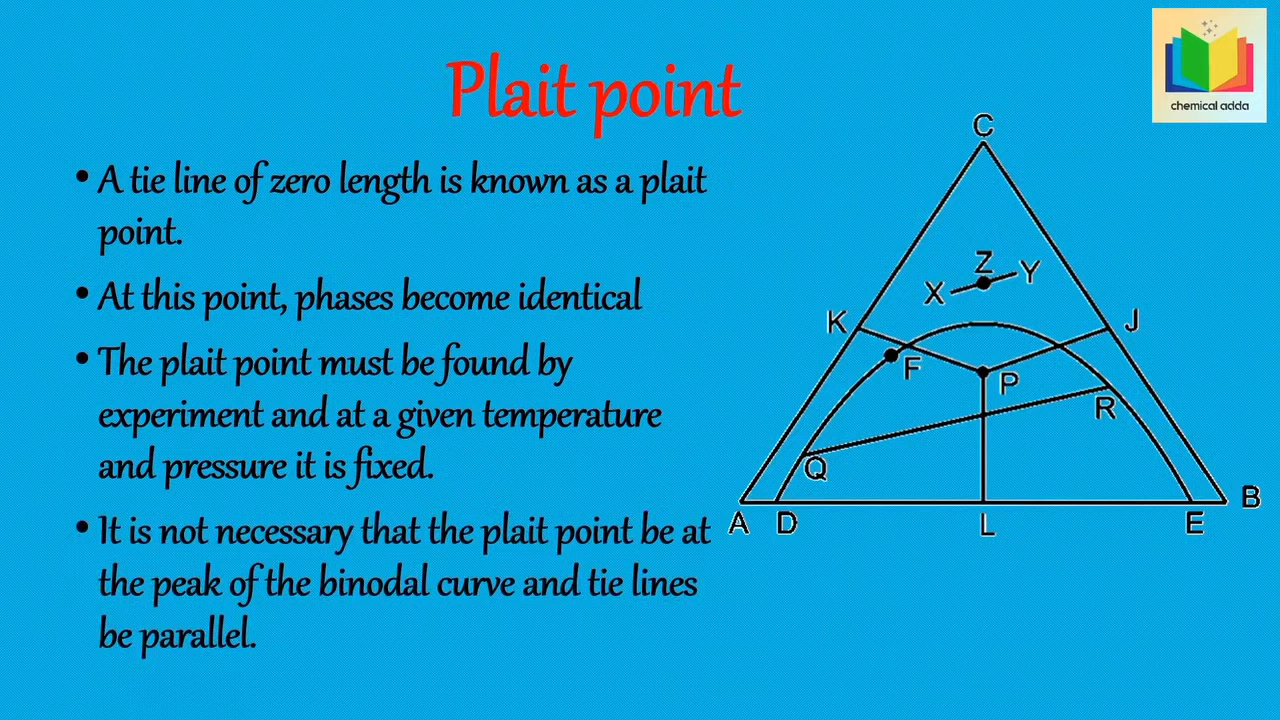 chemical adda
Plait point
• A tie line of zero length is known as a plait
point.
• At this point, phases become identical
• The plait point must be found by
experiment and at a given temperature
and pressure it is fixed.
• It is not necessary that the plait point be at
the peak of the binodal curve and tie lines
be parallel.
C
Z
Y
X
K
J
F
P
R
Q
A
D
L
E
B